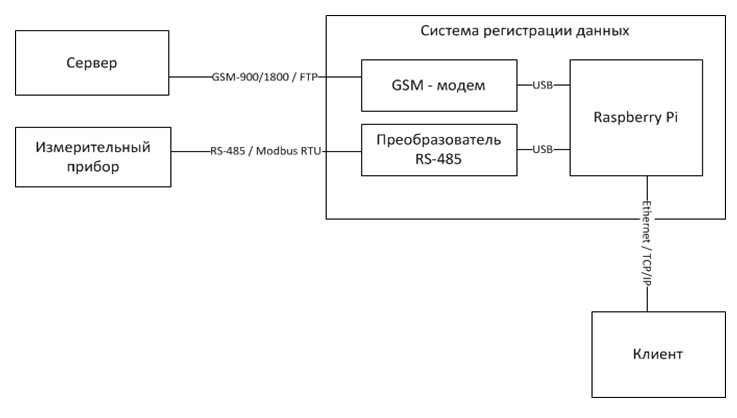 Система регистрации данных
Сервер
GSM-900/1800 / FTP
GSM - модем
USB
Raspberry Pi
Измерительный
прибор
RS-485 / Modbus RTU
Преобразователь
RS-485
USB
Ethernet / TCP/IP
Клиент